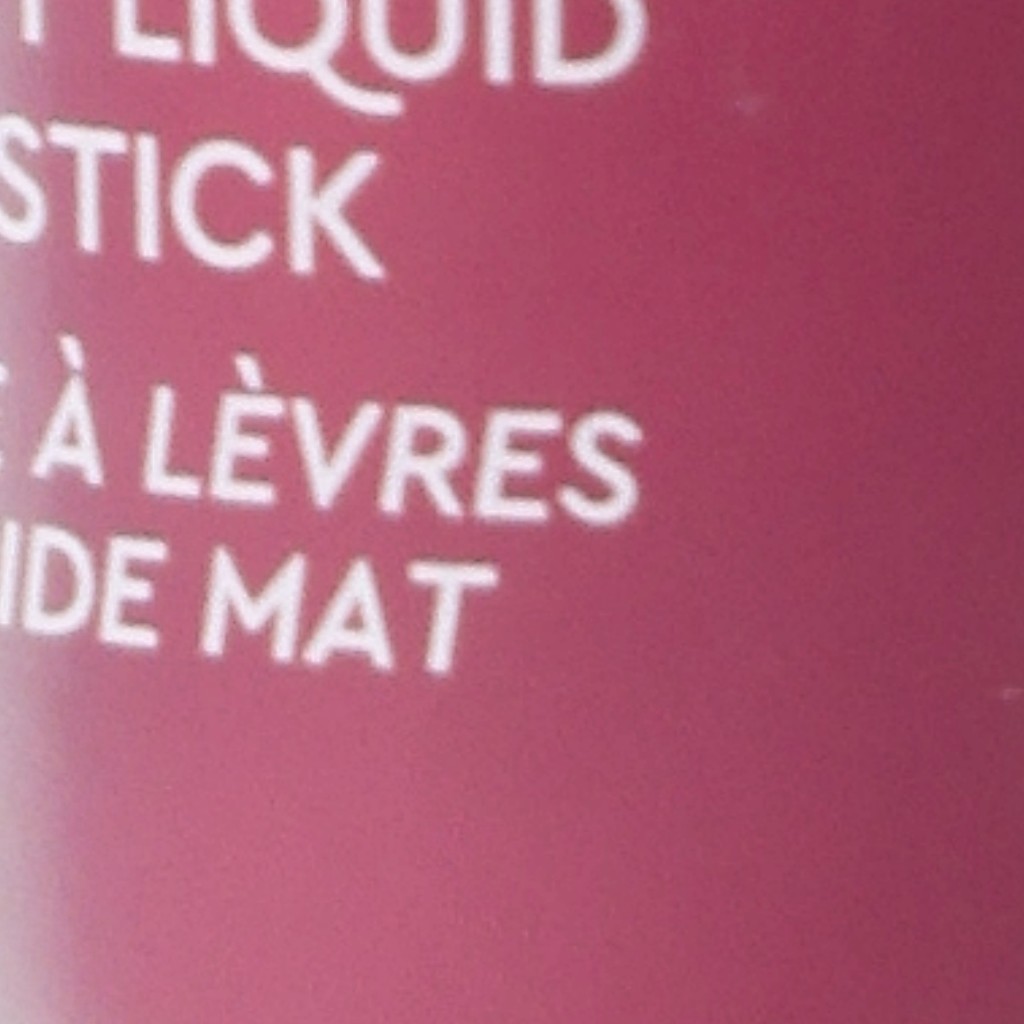 LIQUID
STICK
À LÈVRES
IDE MAT